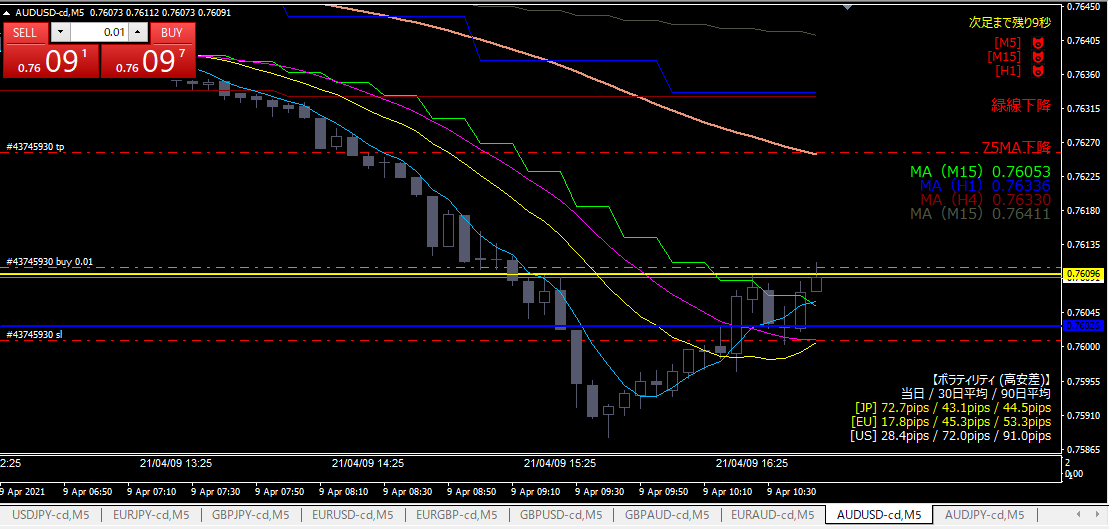 AUDUSD-cd,M5 0.76073 0.76112 0.76073 0.76091
SELL 0.01 BUY
0.76 09 1 0.76 09 7
次足まで残り9秒
[M5]
[M15]
[H1]
緑線下降
#43745930 tp
75MA下降
MA (M15) 0.76053
MA (H1) 0.76336
MA (H4) 0.76330
MA (M15) 0.76411
#43745930 buy 0.01
#43745930 sl
【ボラティリティ(高安差)】
当日 / 30日平均 / 90日平均
[JP] 72.7pips / 43.1pips / 44.5pips
[EU] 17.8pips / 45.3pips / 53.3pips
[US] 28.4pips / 72.0pips / 91.0pips
0.76450
0.76405
0.76360
0.76315
0.76270
0.76225
0.76180
0.76135
0.76096
0.76045
0.76000
0.75955
0.75910
0.75865
2:25 21/04/09 13:25 21/04/09 14:25 21/04/09 15:25 21/04/09 16:25
2
0.00
9 Apr 2021 9 Apr 06:50 9 Apr 07:10 9 Apr 07:30 9 Apr 07:50 9 Apr 08:10 9 Apr 08:30 9 Apr 08:50 9 Apr 09:10 9 Apr 09:30 9 Apr 09:50 9 Apr 10:10 9 Apr 10:30
USDJPY-cd,M5 EURJPY-cd,M5 GBPJPY-cd,M5 EURUSD-cd,M5 EURGBP-cd,M5 GBPUSD-cd,M5 GBPAUD-cd,M5 EURAUD-cd,M5 AUDUSD-cd,M5 AUDJPY-cd,M5